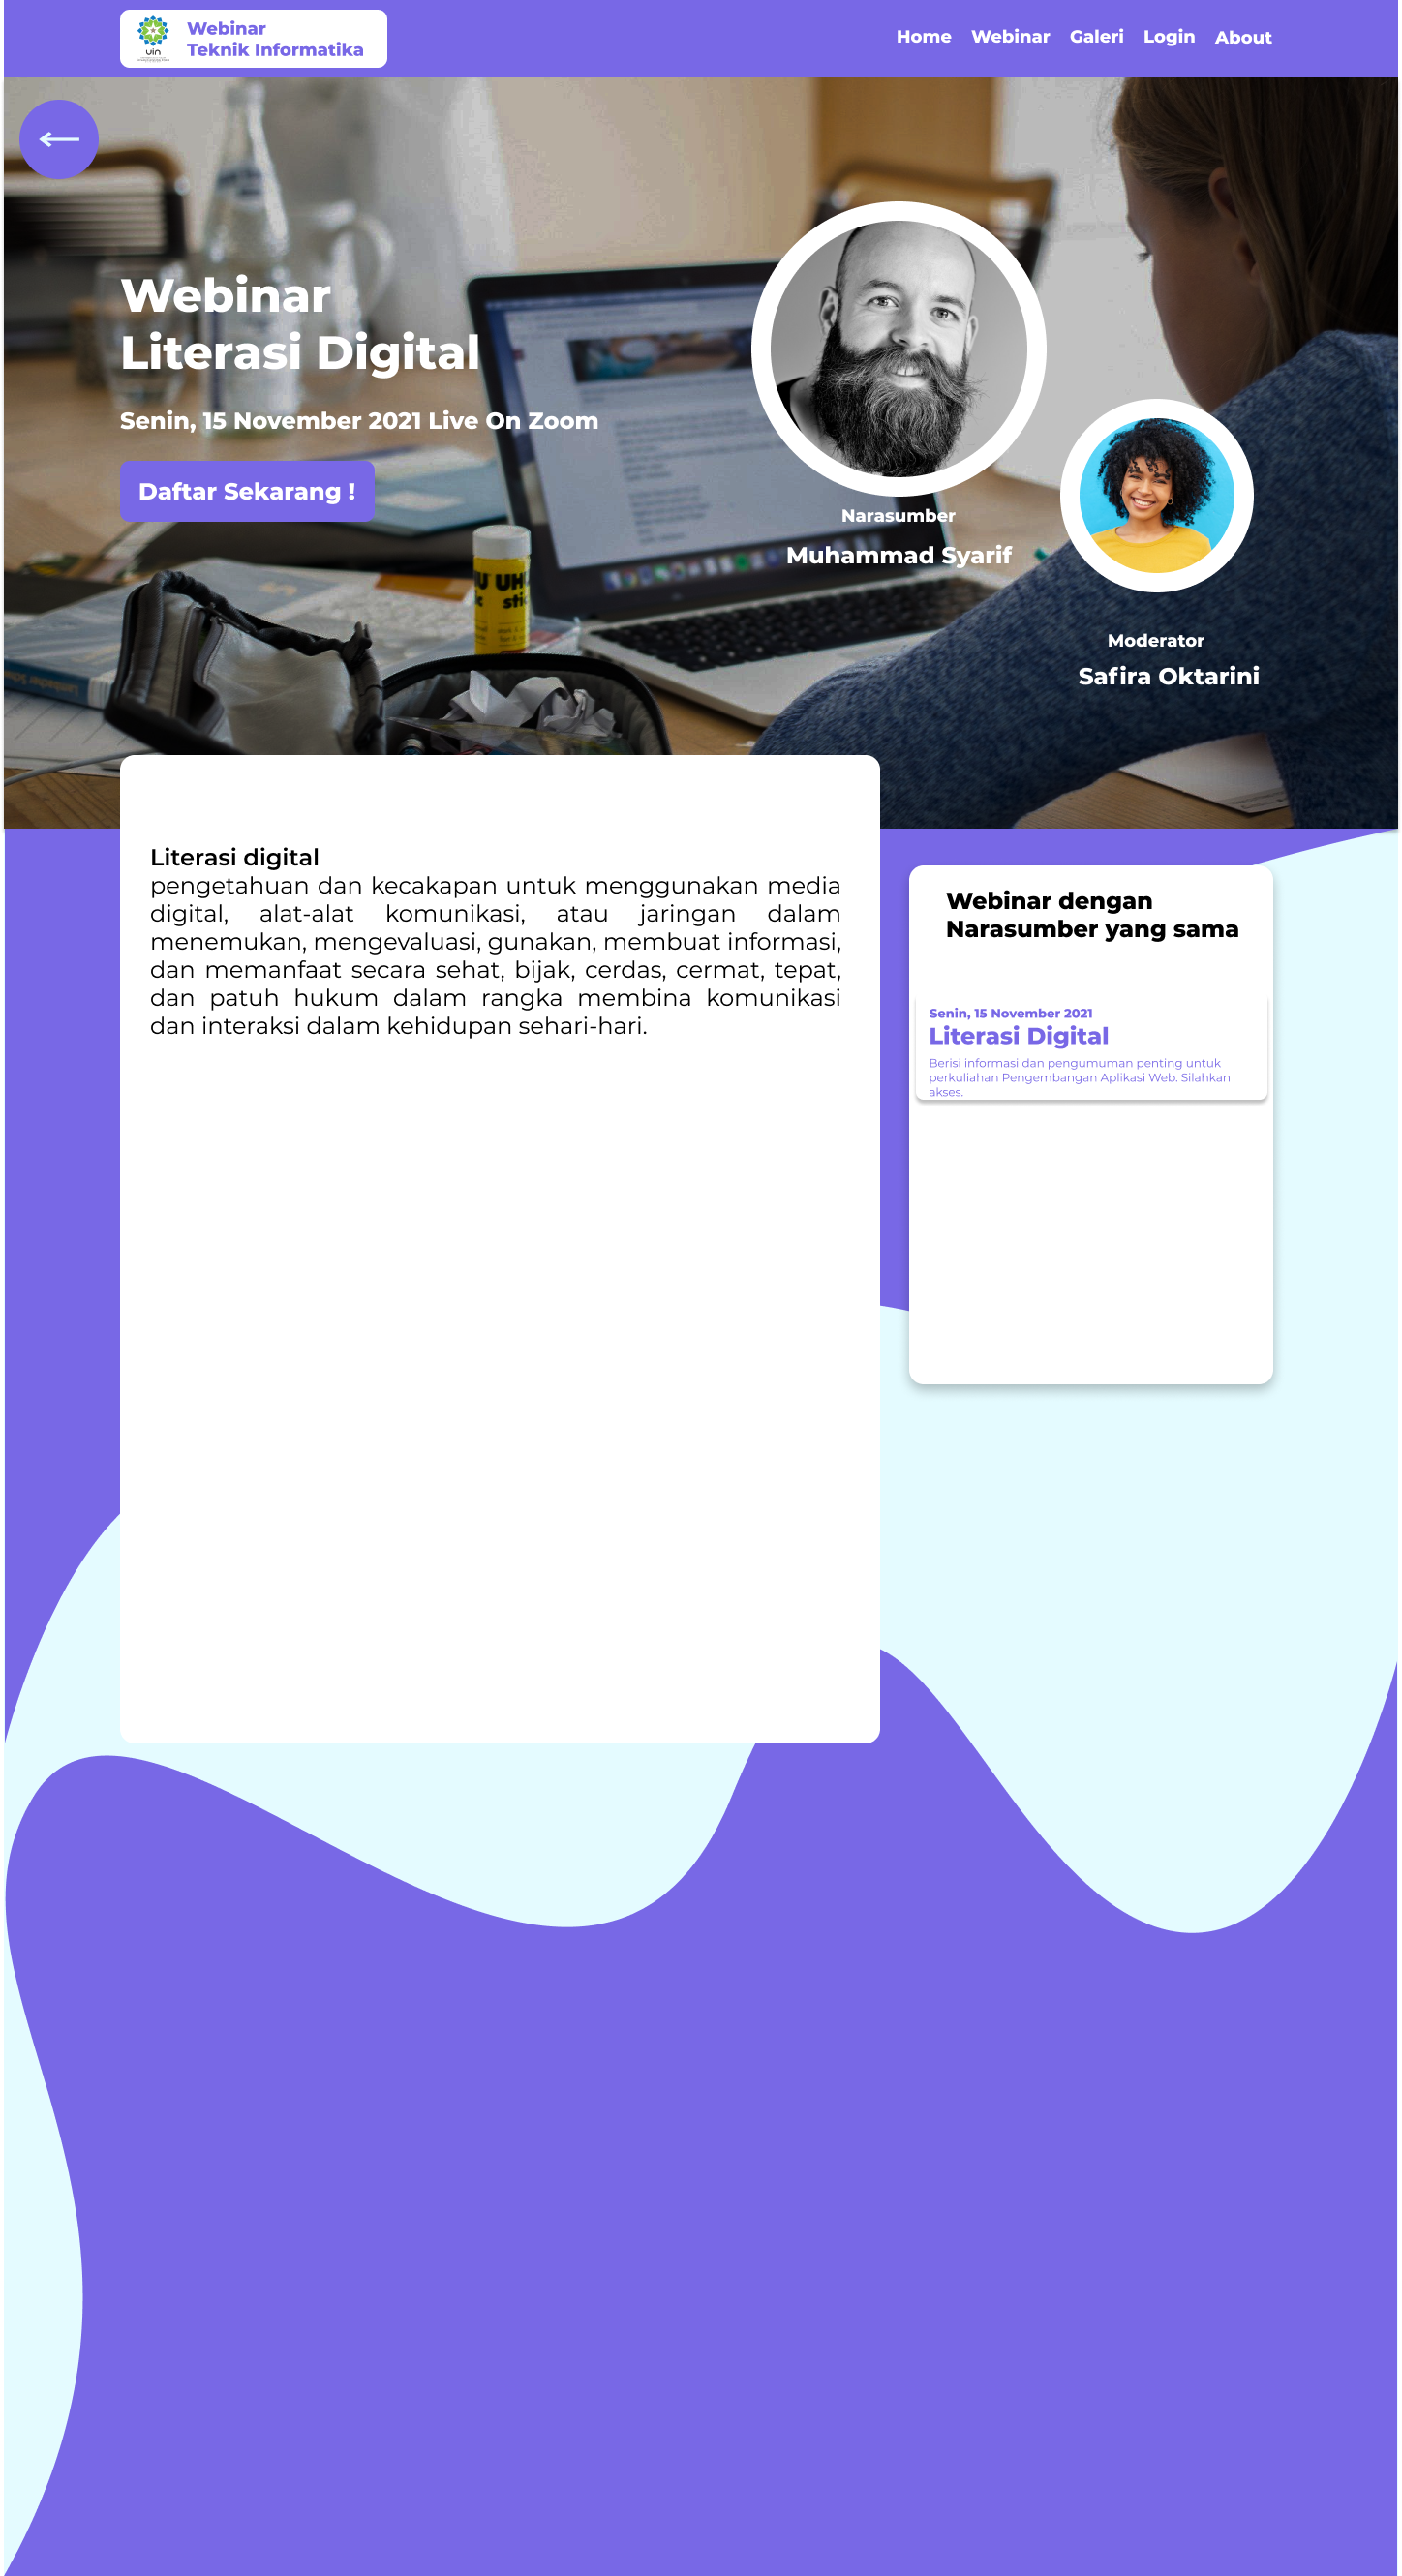 uin
Webinar
Teknik Informatika
Home Webinar Galeri Login About
Webinar
Literasi Digital
Senin, 15 November 2021 Live On Zoom
Daftar Sekarang !
UHU
stic
Narasumber
Muhammad Syarif
Moderator
Safira Oktarini
Literasi digital
pengetahuan dan kecakapan untuk menggunakan media
digital, alat-alat komunikasi, atau jaringan dalam
menemukan, mengevaluasi, gunakan, membuat informasi,
dan memanfaat secara sehat, bijak, cerdas, cermat, tepat,
dan patuh hukum dalam rangka membina komunikasi
dan interaksi dalam kehidupan sehari-hari.
Webinar dengan
Narasumber yang sama
Senin, 15 November 2021
Literasi Digital
Berisi informasi dan pengumuman penting untuk
perkuliahan Pengembangan Aplikasi Web. Silahkan
akses.